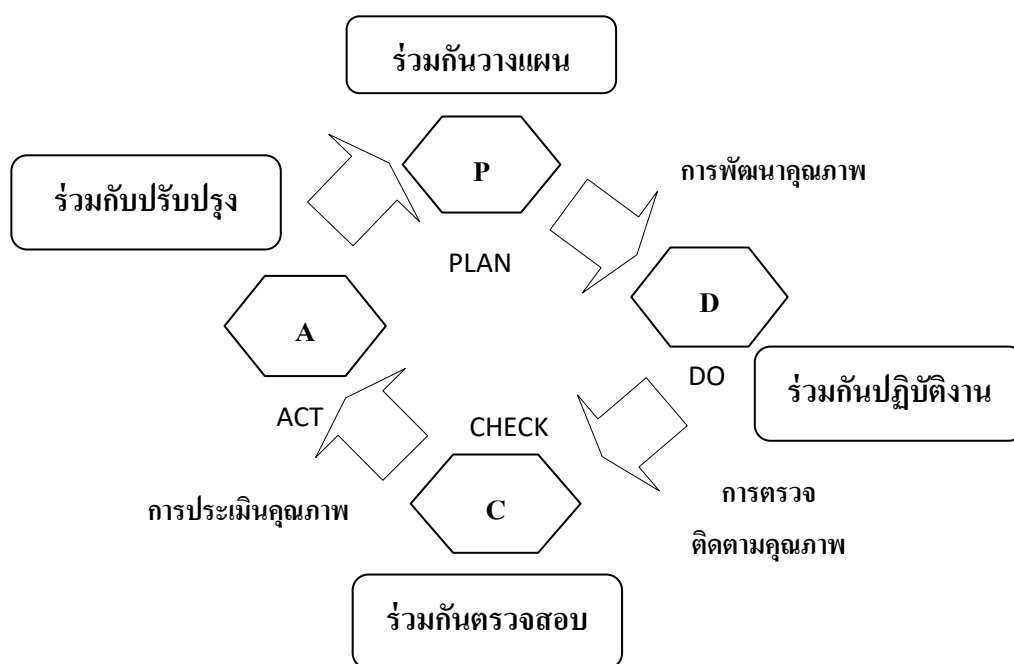 ร่วมกันวางแผน
P
PLAN
การพัฒนาคุณภาพ
ร่วมกับปรับปรุง
D
DO
ร่วมกันปฏิบัติงาน
A
ACT
CHECK
C
การตรวจ
ติดตามคุณภาพ
การประเมินคุณภาพ
ร่วมกันตรวจสอบ